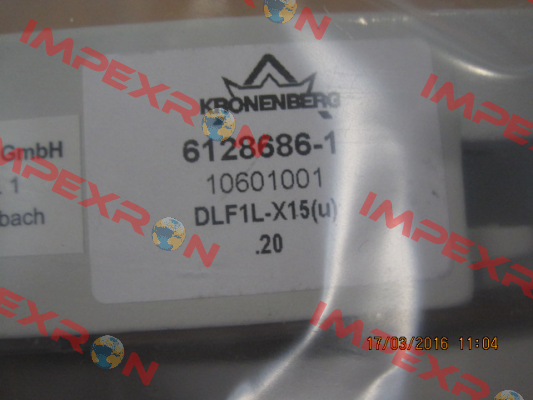 KRONENBERG
6128686-1
10601001
DLF1L-X15(u)
.20
GmbH
. 1
bach
17/03/2016 11:04
IMPEXRON
IMPEXRON
IMPEXRON
IMPEXRON
IMPEXRON